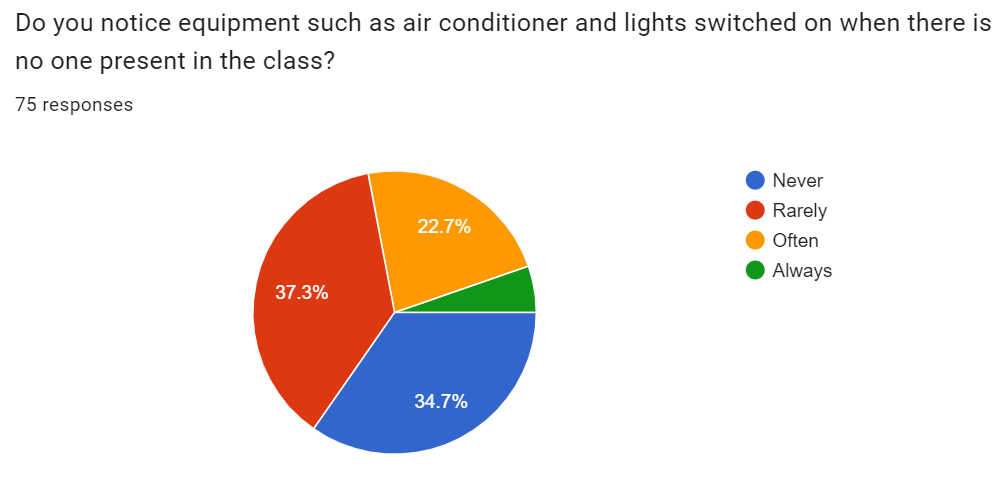 Do you notice equipment such as air conditioner and lights switched on when there is
no one present in the class?
75 responses
Never
Rarely
Often
Always
22.7%
37.3%
34.7%